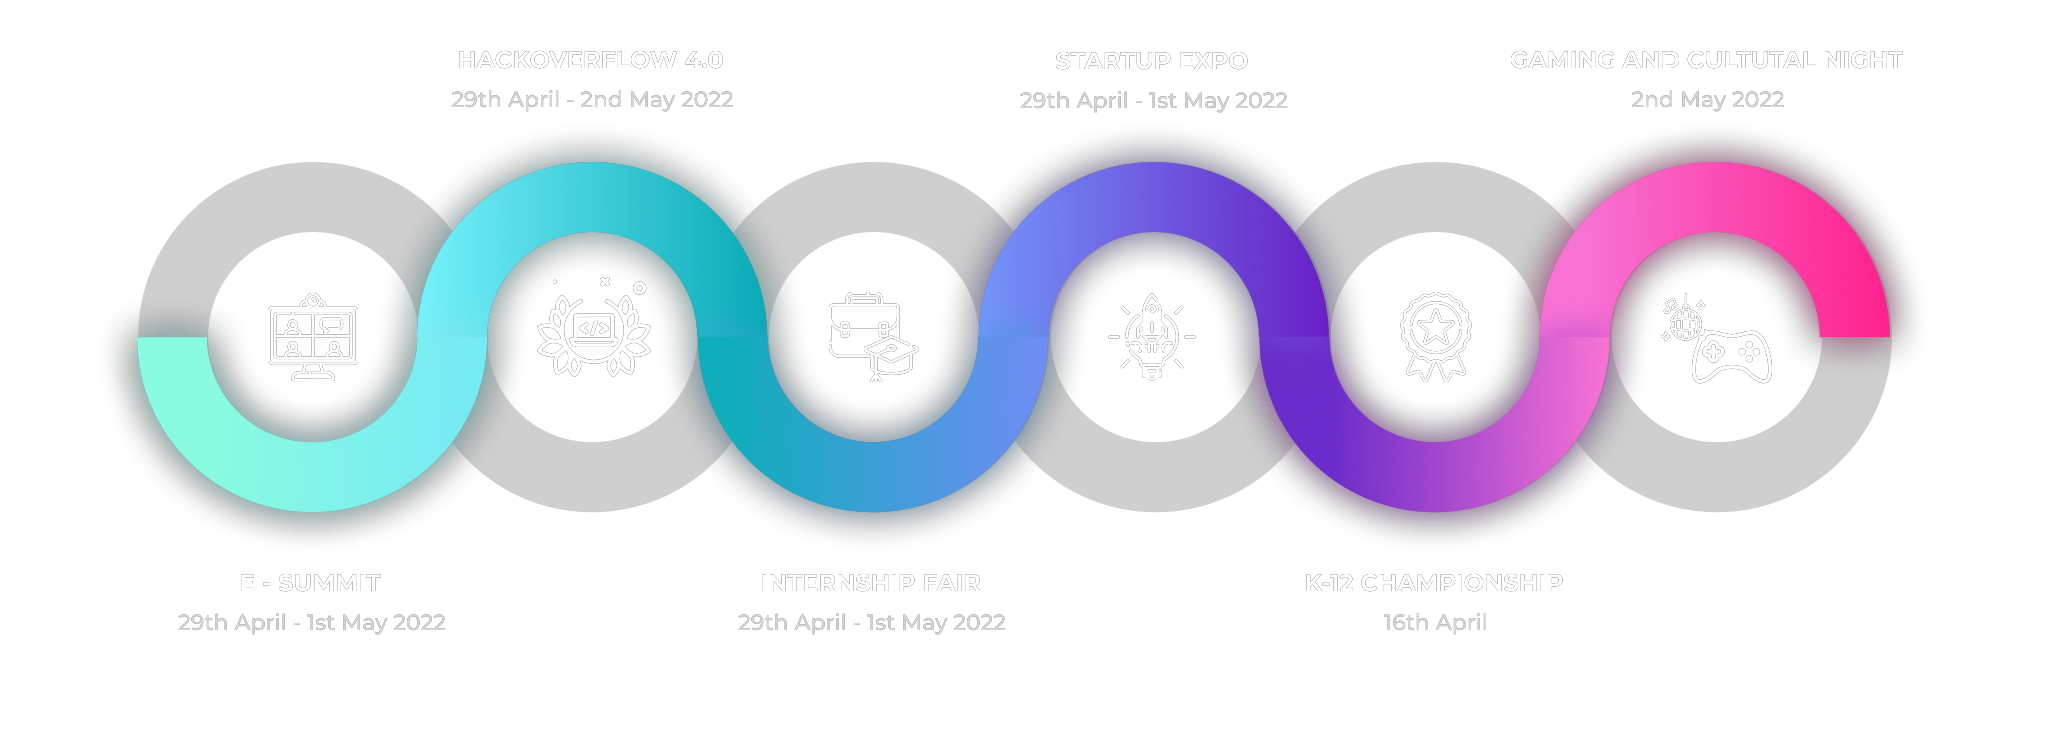 HACKOVERFLOW 4.0
29th April - 2nd May 2022
STARTUP EXPO
29th April - 1st May 2022
GAMING AND CULTUTAL NIGHT
2nd May 2022
</>
E - SUMMIT
29th April - 1st May 2022
INTERNSHIP FAIR
29th April - 1st May 2022
K-12 CHAMPIONSHIP
16th April